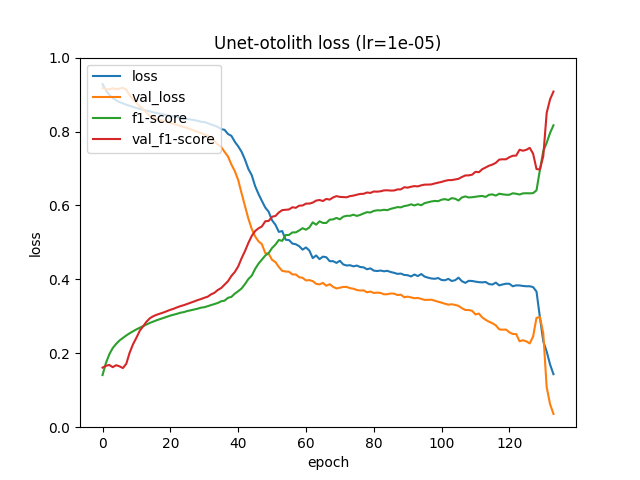 Unet-otolith loss (lr=1e-05)
1.0
0.8
0.6
0.4
0.2
0.0
loss
loss
val_loss
f1-score
val_f1-score
0 20 40 60 80 100 120
epoch